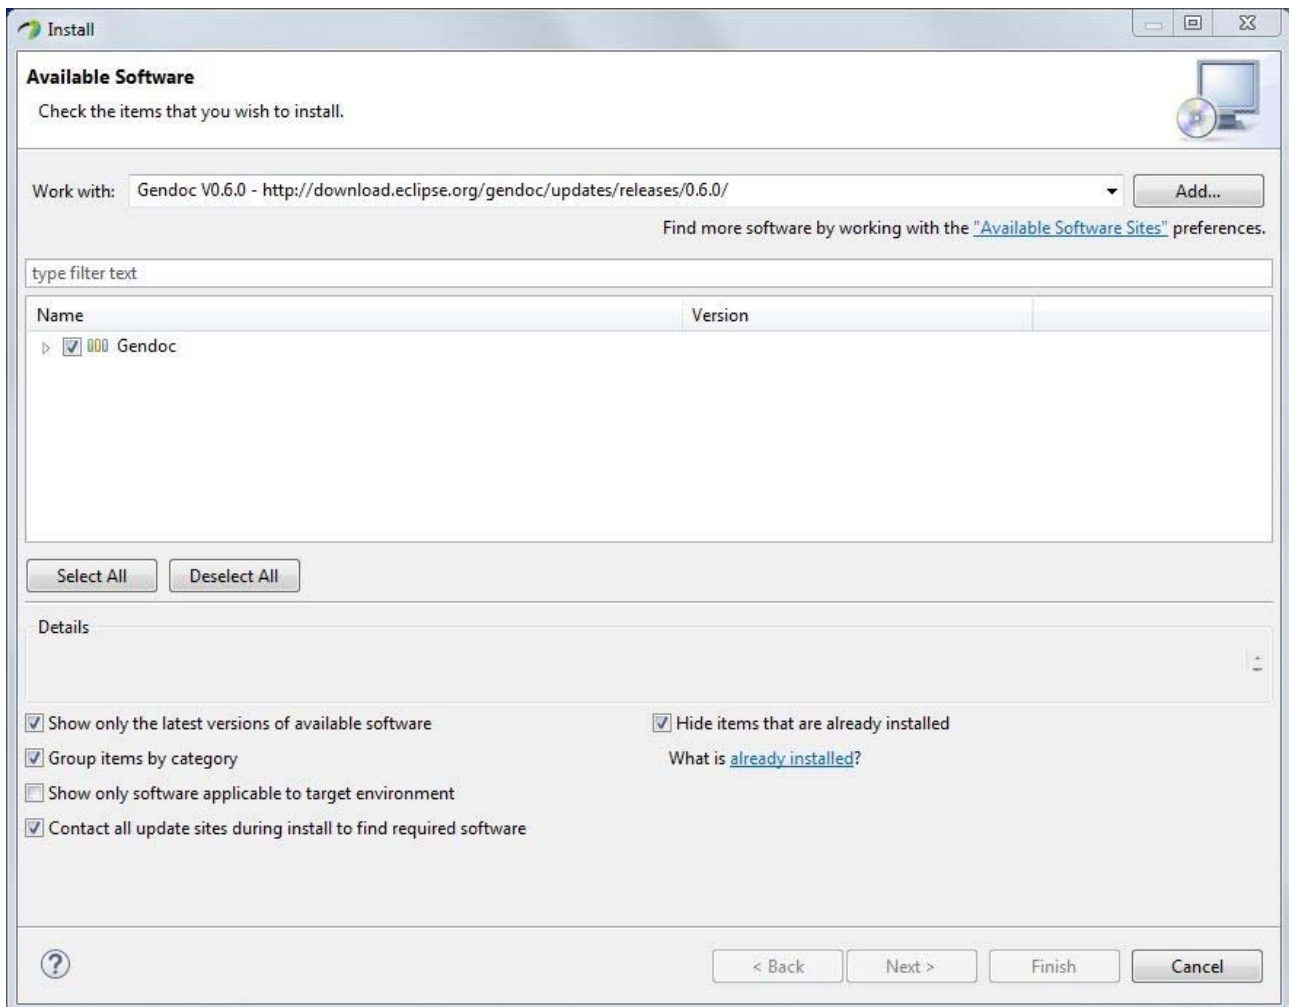 Install
Available Software
Check the items that you wish to install.
Work with: Gendoc V0.6.0 - http://download.eclipse.org/gendoc/updates/releases/0.6.0/ Add...
Find more software by working with the "Available Software Sites" preferences.
type filter text
Name Version
Gendoc
Select All Deselect All
Details
Show only the latest versions of available software Hide items that are already installed
Group items by category What is already installed?
Show only software applicable to target environment
Contact all update sites during install to find required software
? < Back Next > Finish Cancel